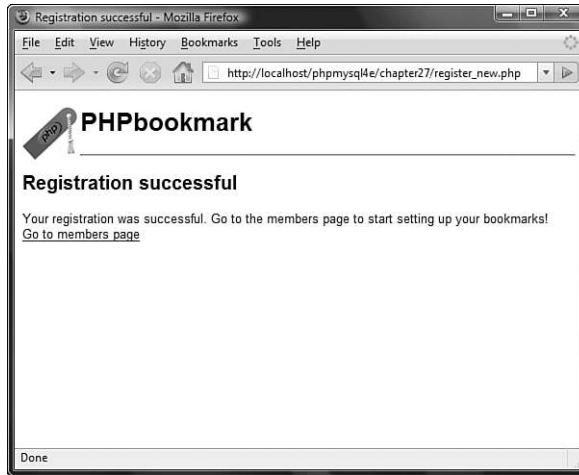 Registration successful - Mozilla Firefox
File Edit View History Bookmarks Tools Help
http://localhost/phpmysql4e/chapter27/register_new.php
php
PHPbookmark
Registration successful
Your registration was successful. Go to the members page to start setting up your bookmarks!
Go to members page
Done